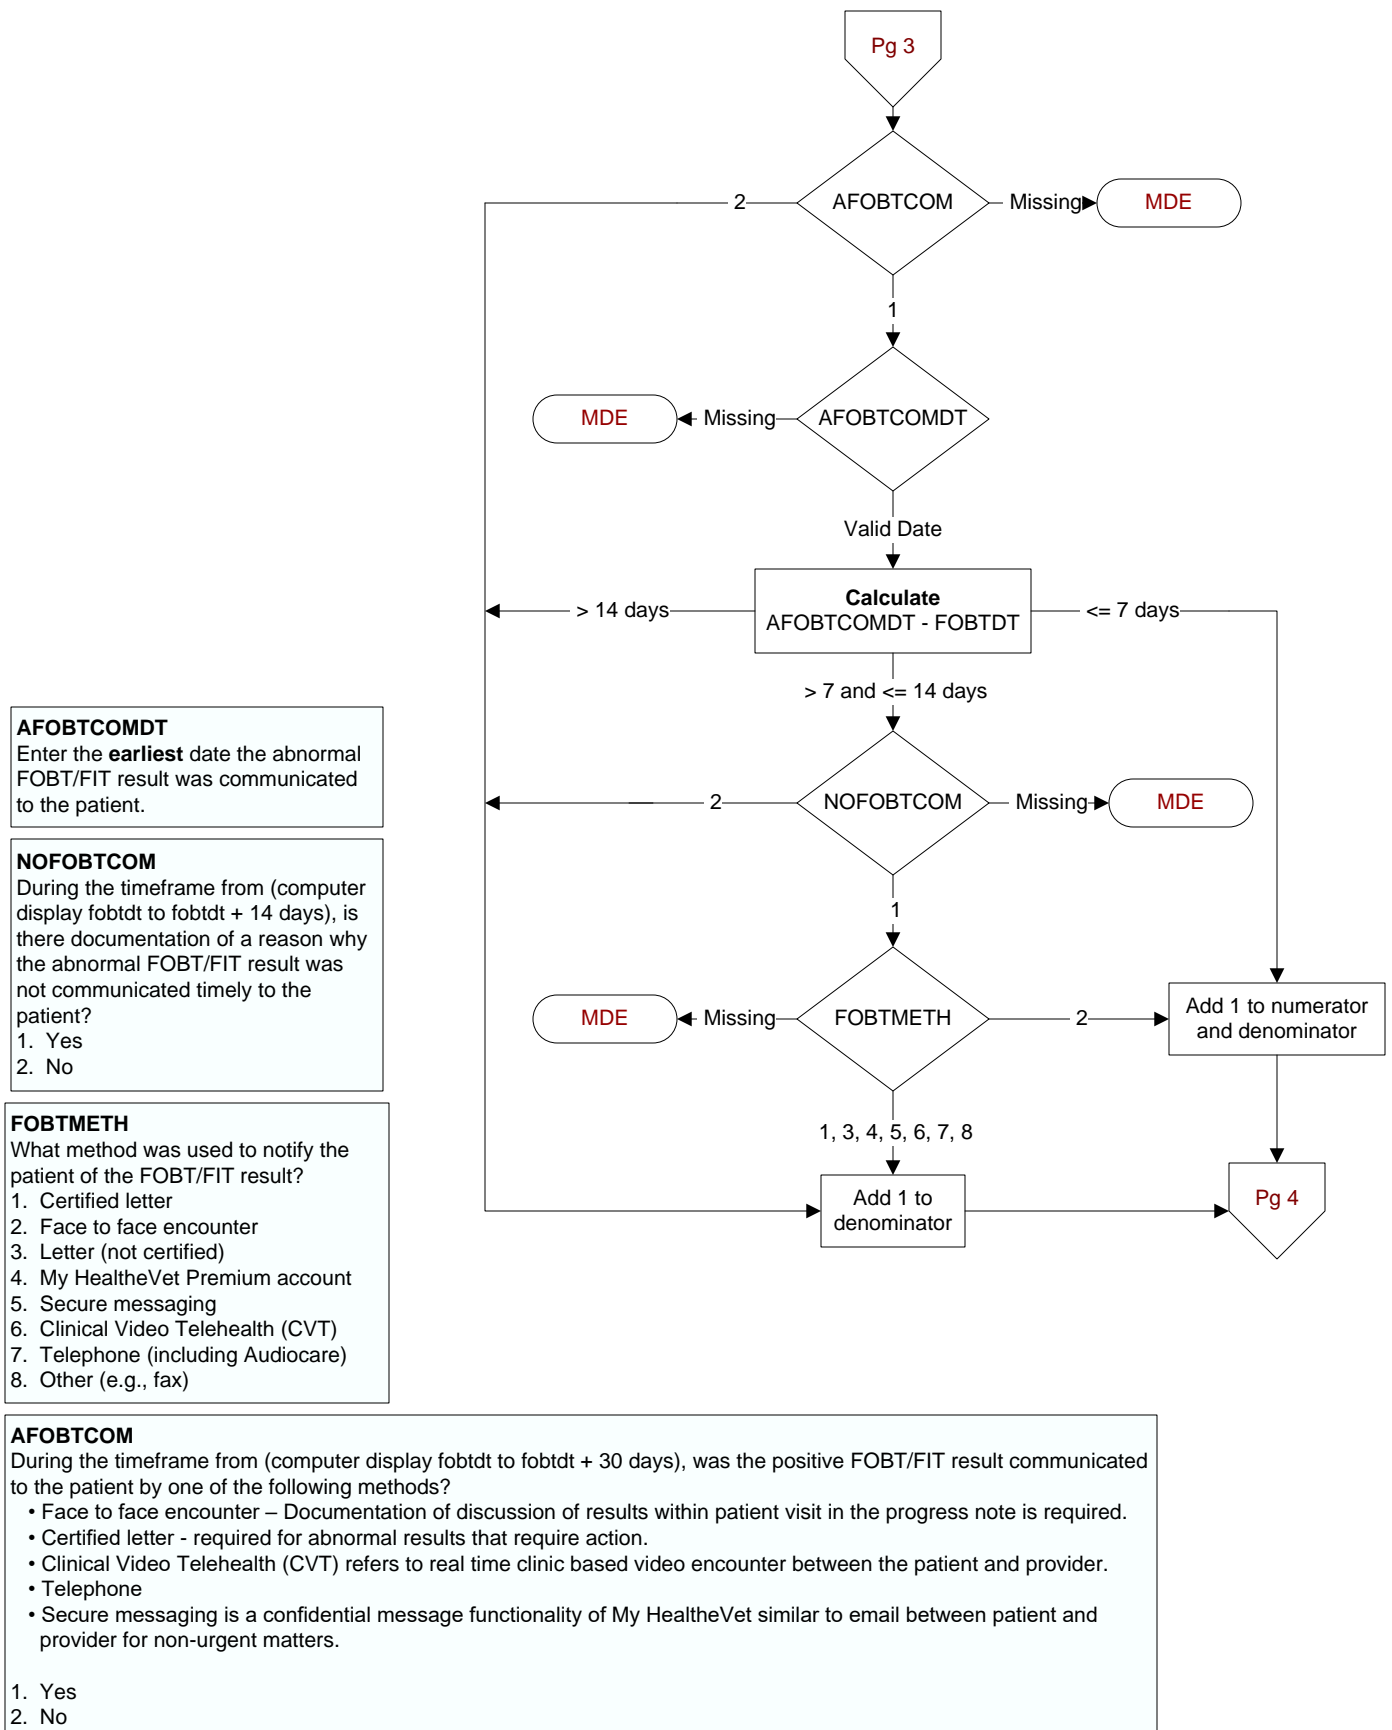 Pg 3
2
AFOBTCOM
Missing
MDE
1
MDE
Missing
AFOBTCOMDT
Valid Date
> 14 days
Calculate
AFOBTCOMDT - FOBTDT
<= 7 days
> 7 and <= 14 days
2
NOFOBTCOM
Missing
MDE
1
MDE
Missing
FOBTMETH
2
Add 1 to numerator
and denominator
1, 3, 4, 5, 6, 7, 8
Add 1 to
denominator
Pg 4
AFOBTCOMDT
Enter the earliest date the abnormal
FOBT/FIT result was communicated
to the patient.
NOFOBTCOM
During the timeframe from (computer
display fobtdt to fobtdt + 14 days), is
there documentation of a reason why
the abnormal FOBT/FIT result was
not communicated timely to the
patient?
1. Yes
2. No
FOBTMETH
What method was used to notify the
patient of the FOBT/FIT result?
1. Certified letter
2. Face to face encounter
3. Letter (not certified)
4. My HealtheVet Premium account
5. Secure messaging
6. Clinical Video Telehealth (CVT)
7. Telephone (including Audiocare)
8. Other (e.g., fax)
AFOBTCOM
During the timeframe from (computer display fobtdt to fobtdt + 30 days), was the positive FOBT/FIT result communicated
to the patient by one of the following methods?
• Face to face encounter – Documentation of discussion of results within patient visit in the progress note is required.
• Certified letter - required for abnormal results that require action.
• Clinical Video Telehealth (CVT) refers to real time clinic based video encounter between the patient and provider.
• Telephone
• Secure messaging is a confidential message functionality of My HealtheVet similar to email between patient and
provider for non-urgent matters.
1. Yes
2. No